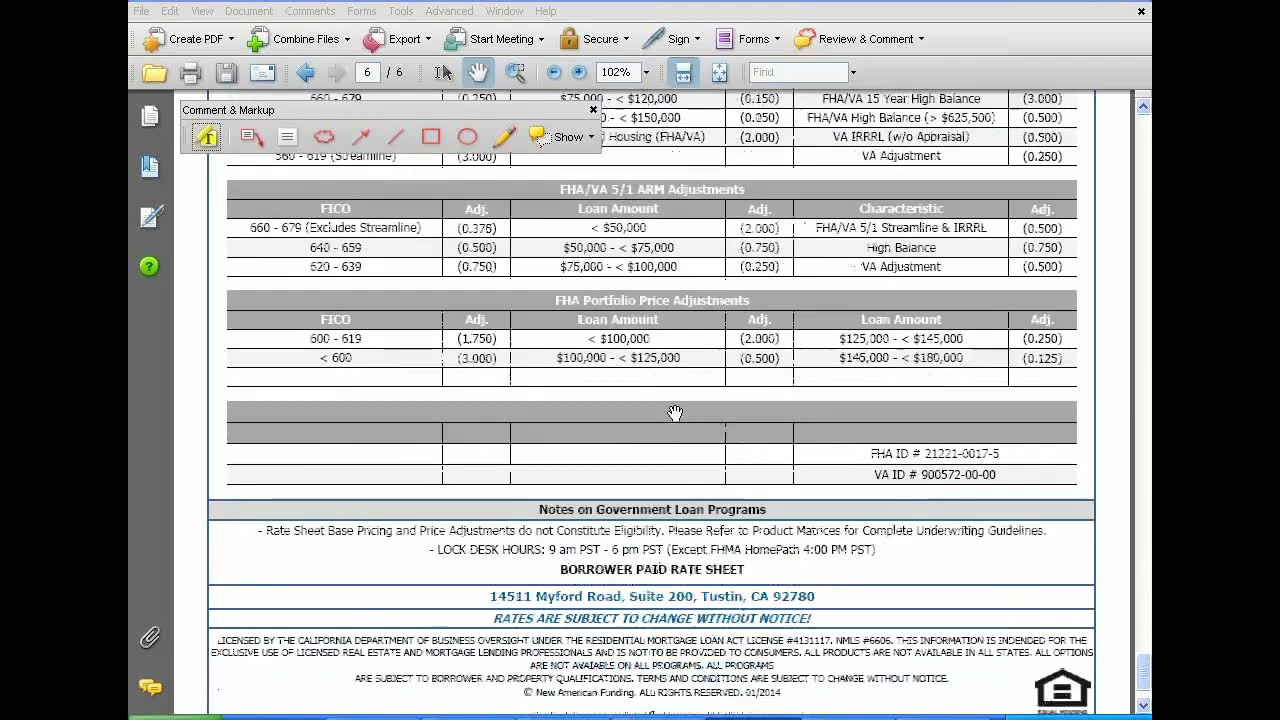 File Edit View Document Comments Forms Tools Advanced Window Help
Create PDF Combine Files Export Start Meeting Secure Sign Forms Review & Comment
6 / 6 102% Find
Comment & Markup
Show
660 - 679 (0.250) $75,000 - < $120,000 (0.150) FHA/VA 15 Year High Balance (3.000)
- < $150,000 (0.250) FHA/VA High Balance (> $625,500) (0.500)
Housing (FHA/VA) (2.000) VA IRRRL (w/o Appraisal) (0.500)
560 - 619 (Streamline) (3.000) VA Adjustment (0.250)
FHA/VA 5/1 ARM Adjustments
FICO Adj. Loan Amount Adj. Characteristic Adj.
660 - 679 (Excludes Streamline) (0.375) < $50,000 (2.000) FHA/VA 5/1 Streamline & IRRRL (0.500)
640 - 659 (0.500) $50,000 - < $75,000 (0.750) High Balance (0.750)
620 - 639 (0.750) $75,000 - < $100,000 (0.250) VA Adjustment (0.500)
FHA Portfolio Price Adjustments
FICO Adj. Loan Amount Adj. Loan Amount Adj.
600 - 619 (1.750) < $100,000 (2.000) $125,000 - < $145,000 (0.250)
< 600 (3.000) $100,000 - < $125,000 (0.500) $145,000 - < $180,000 (0.125)
FHA ID # 21221-0017-5
VA ID # 900572-00-00
Notes on Government Loan Programs
- Rate Sheet Base Pricing and Price Adjustments do not Constitute Eligibility. Please Refer to Product Matrices for Complete Underwriting Guidelines.
- LOCK DESK HOURS: 9 am PST - 6 pm PST (Except FHMA HomePath 4:00 PM PST)
BORROWER PAID RATE SHEET
14511 Myford Road, Suite 200, Tustin, CA 92780
RATES ARE SUBJECT TO CHANGE WITHOUT NOTICE!
LICENSED BY THE CALIFORNIA DEPARTMENT OF BUSINESS OVERSIGHT UNDER THE RESIDENTIAL MORTGAGE LOAN ACT LICENSE #4131117. NMLS #6606. THIS INFORMATION IS INDENDED FOR THE
EXCLUSIVE USE OF LICENSED REAL ESTATE AND MORTGAGE LENDING PROFESSIONALS AND IS NOT TO BE PROVIDED TO CONSUMERS. ALL PRODUCTS ARE NOT AVAILABLE IN ALL STATES. ALL OPTIONS
ARE NOT AVAIABLE ON ALL PROGRAMS. ALL PROGRAMS
ARE SUBJECT TO BORROWER AND PROPERTY QUALIFICATIONS. TERMS AND CONDITIONS ARE SUBJECT TO CHANGE WITHOUT NOTICE.
© New American Funding. ALL RIGHTS RESERVED. 01/2014